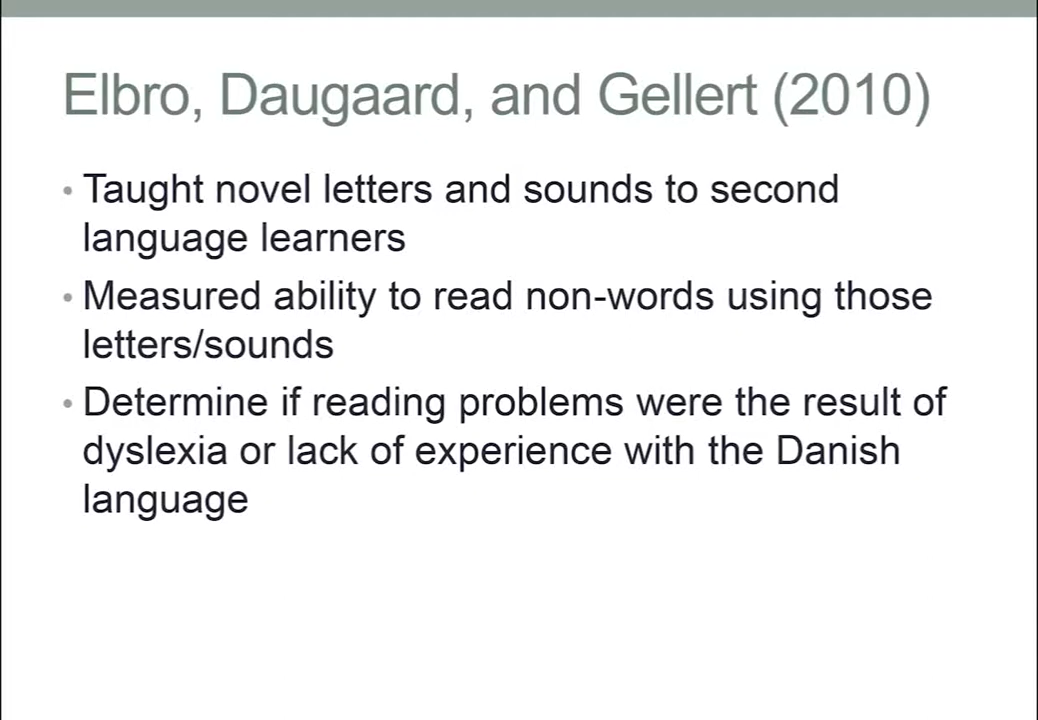 Elbro, Daugaard, and Gellert (2010)
• Taught novel letters and sounds to second
language learners
• Measured ability to read non-words using those
letters/sounds
• Determine if reading problems were the result of
dyslexia or lack of experience with the Danish
language